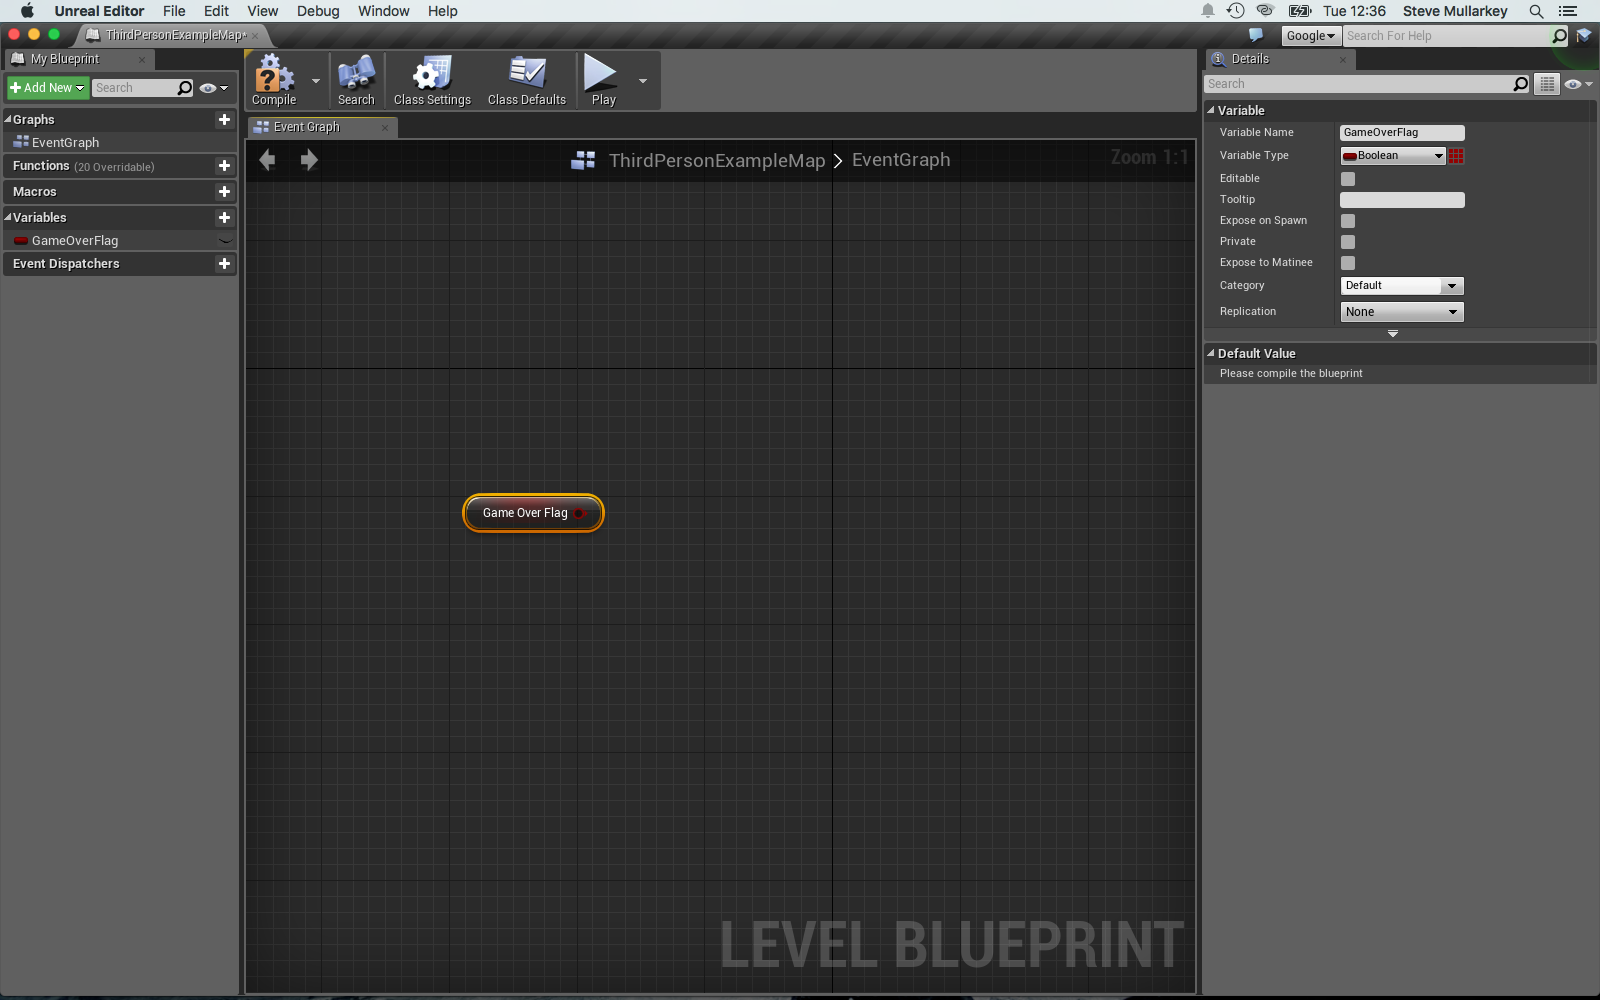 Unreal Editor File Edit View Debug Window Help Tue 12:36 Steve Mullarkey
ThirdPersonExampleMap* Google Search For Help
My Blueprint
Add New Search
Graphs
EventGraph
Functions (20 Overridable)
Macros
Variables
GameOverFlag
Event Dispatchers
Compile Search Class Settings Class Defaults Play
Event Graph
ThirdPersonExampleMap > EventGraph Zoom 1:1
Game Over Flag
LEVEL BLUEPRINT
Details
Search
Variable
Variable Name GameOverFlag
Variable Type Boolean
Editable
Tooltip
Expose on Spawn
Private
Expose to Matinee
Category Default
Replication None
Default Value
Please compile the blueprint